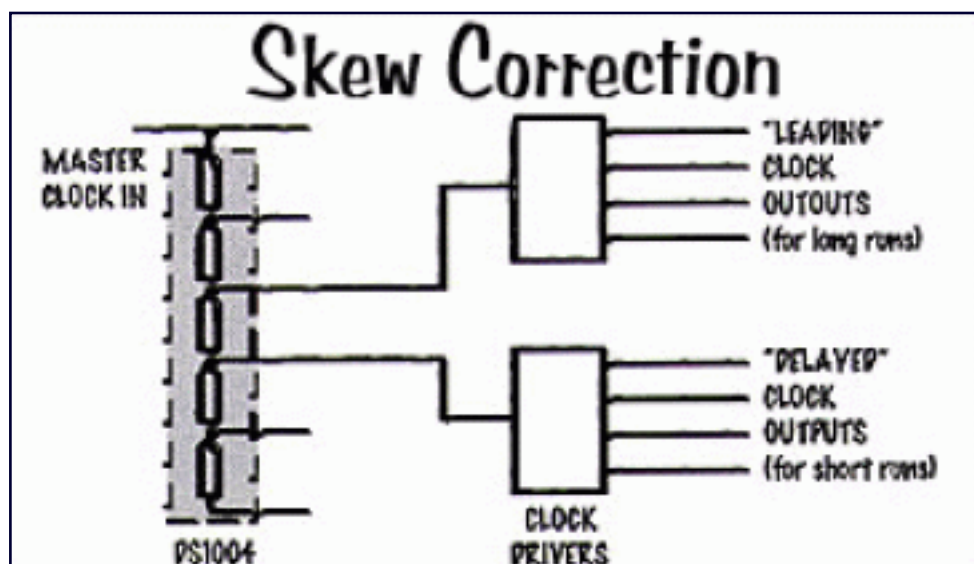 Skew Correction
MASTER
CLOCK IN
"LEADING"
CLOCK
OUTOUTS
(for long runs)
"DELAYED"
CLOCK
OUTPUTS
(for short runs)
CLOCK
DRIVERS
DS1004